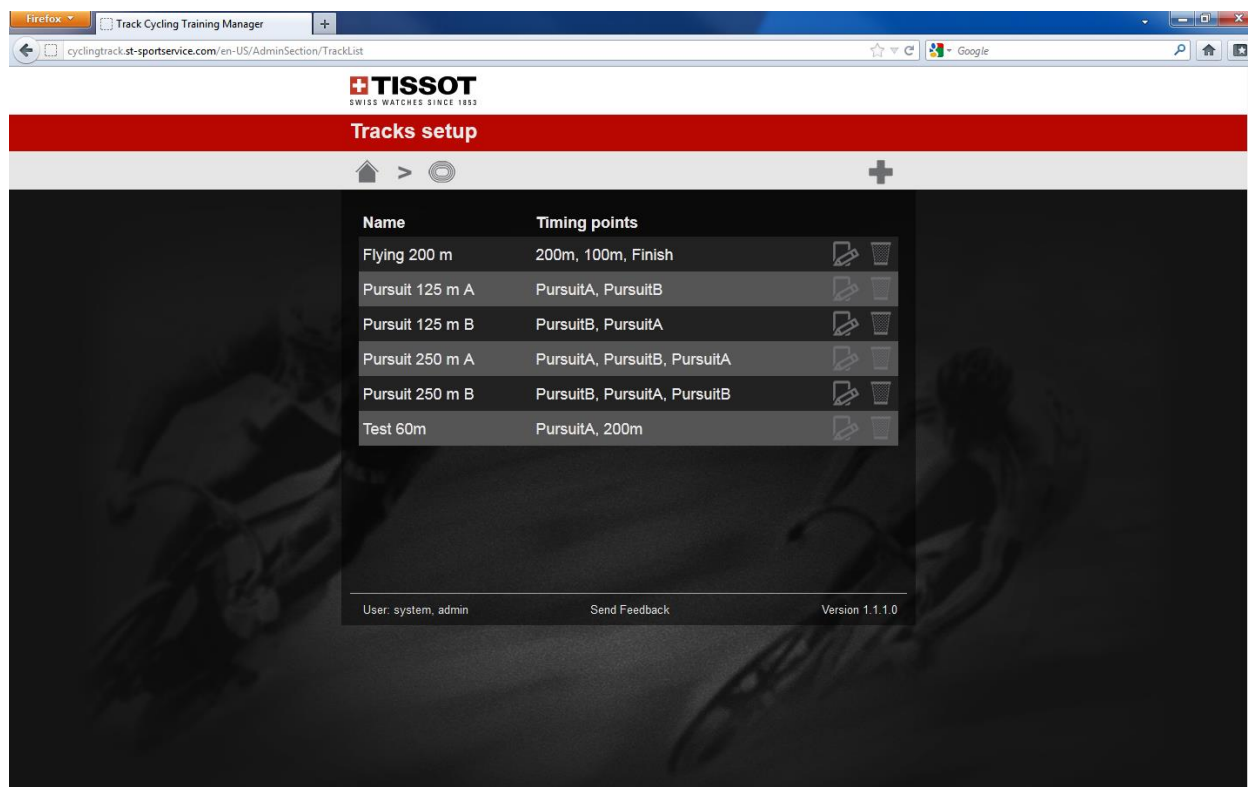 Firefox
Track Cycling Training Manager
cyclingtrack.st-sportservice.com/en-US/AdminSection/TrackList
Google
TISSOT
SWISS WATCHES SINCE 1853
Tracks setup
>
Name Timing points
Flying 200 m 200m, 100m, Finish
Pursuit 125 m A PursuitA, PursuitB
Pursuit 125 m B PursuitB, PursuitA
Pursuit 250 m A PursuitA, PursuitB, PursuitA
Pursuit 250 m B PursuitB, PursuitA, PursuitB
Test 60m PursuitA, 200m
User: system, admin Send Feedback Version 1.1.1.0